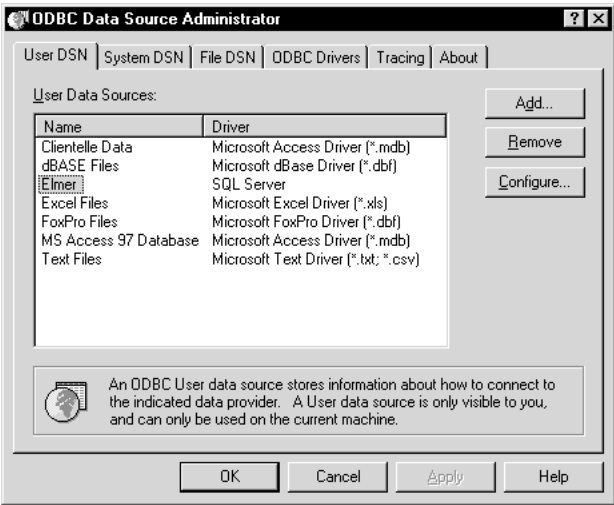 ODBC Data Source Administrator
User DSN System DSN File DSN ODBC Drivers Tracing About
User Data Sources:
Name Driver
Clientelle Data Microsoft Access Driver (*.mdb)
dBASE Files Microsoft dBase Driver (*.dbf)
Elmer SQL Server
Excel Files Microsoft Excel Driver (*.xls)
FoxPro Files Microsoft FoxPro Driver (*.dbf)
MS Access 97 Database Microsoft Access Driver (*.mdb)
Text Files Microsoft Text Driver (*.txt; *.csv)
Add...
Remove
Configure...
An ODBC User data source stores information about how to connect to
the indicated data provider. A User data source is only visible to you,
and can only be used on the current machine.
OK Cancel Apply Help